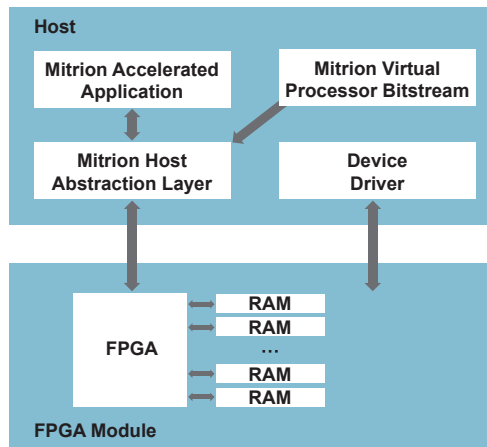 Host
Mitrion Accelerated
Application
Mitrion Virtual
Processor Bitstream
Mitrion Host
Abstraction Layer
Device
Driver
FPGA
RAM
RAM
...
RAM
RAM
FPGA Module